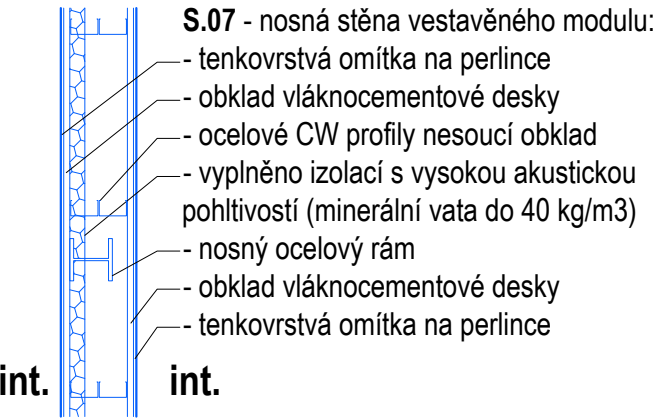 S.07 - nosná stěna vestavěného modulu:
- tenkovrstvá omítka na perlince
- obklad vláknocementové desky
- ocelové CW profily nesoucí obklad
- vyplněno izolací s vysokou akustickou
pohltivostí (minerální vata do 40 kg/m3)
- nosný ocelový rám
- obklad vláknocementové desky
- tenkovrstvá omítka na perlince
int. int.